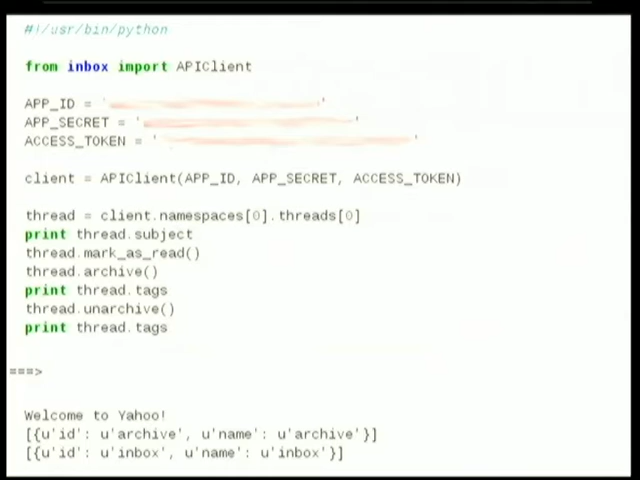 #!/usr/bin/python
from inbox import APIClient
APP_ID = ' '
APP_SECRET = ' '
ACCESS_TOKEN = ' '
client = APIClient(APP_ID, APP_SECRET, ACCESS_TOKEN)
thread = client.namespaces[0].threads[0]
print thread.subject
thread.mark_as_read()
thread.archive()
print thread.tags
thread.unarchive()
print thread.tags
===>
Welcome to Yahoo!
[{u'id': u'archive', u'name': u'archive'}]
[{u'id': u'inbox', u'name': u'inbox'}]